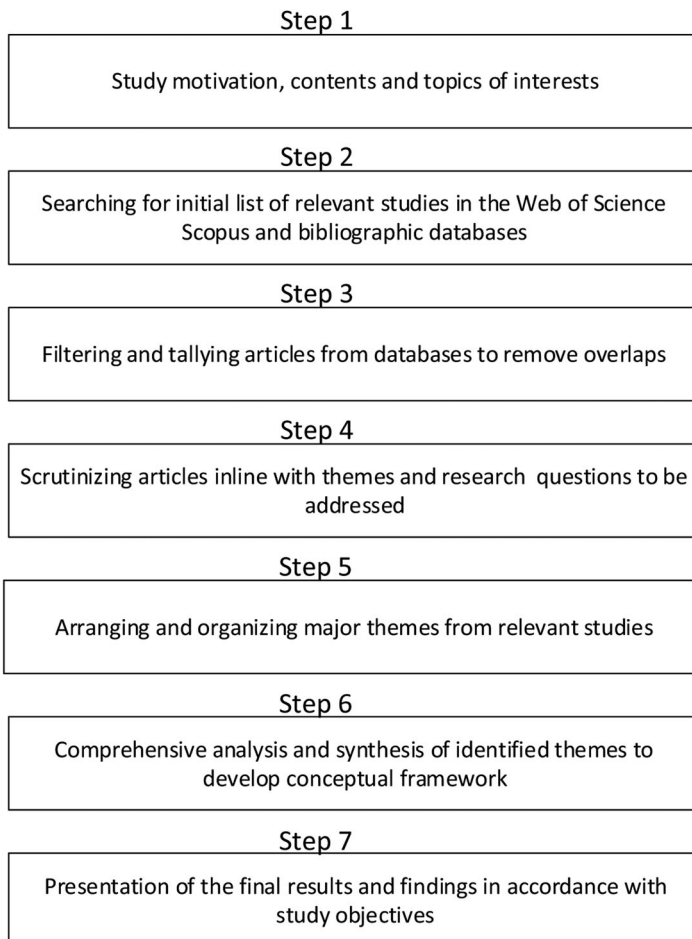 Step 1
Study motivation, contents and topics of interests
Step 2
Searching for initial list of relevant studies in the Web of Science
Scopus and bibliographic databases
Step 3
Filtering and tallying articles from databases to remove overlaps
Step 4
Scrutinizing articles inline with themes and research questions to be
addressed
Step 5
Arranging and organizing major themes from relevant studies
Step 6
Comprehensive analysis and synthesis of identified themes to
develop conceptual framework
Step 7
Presentation of the final results and findings in accordance with
study objectives